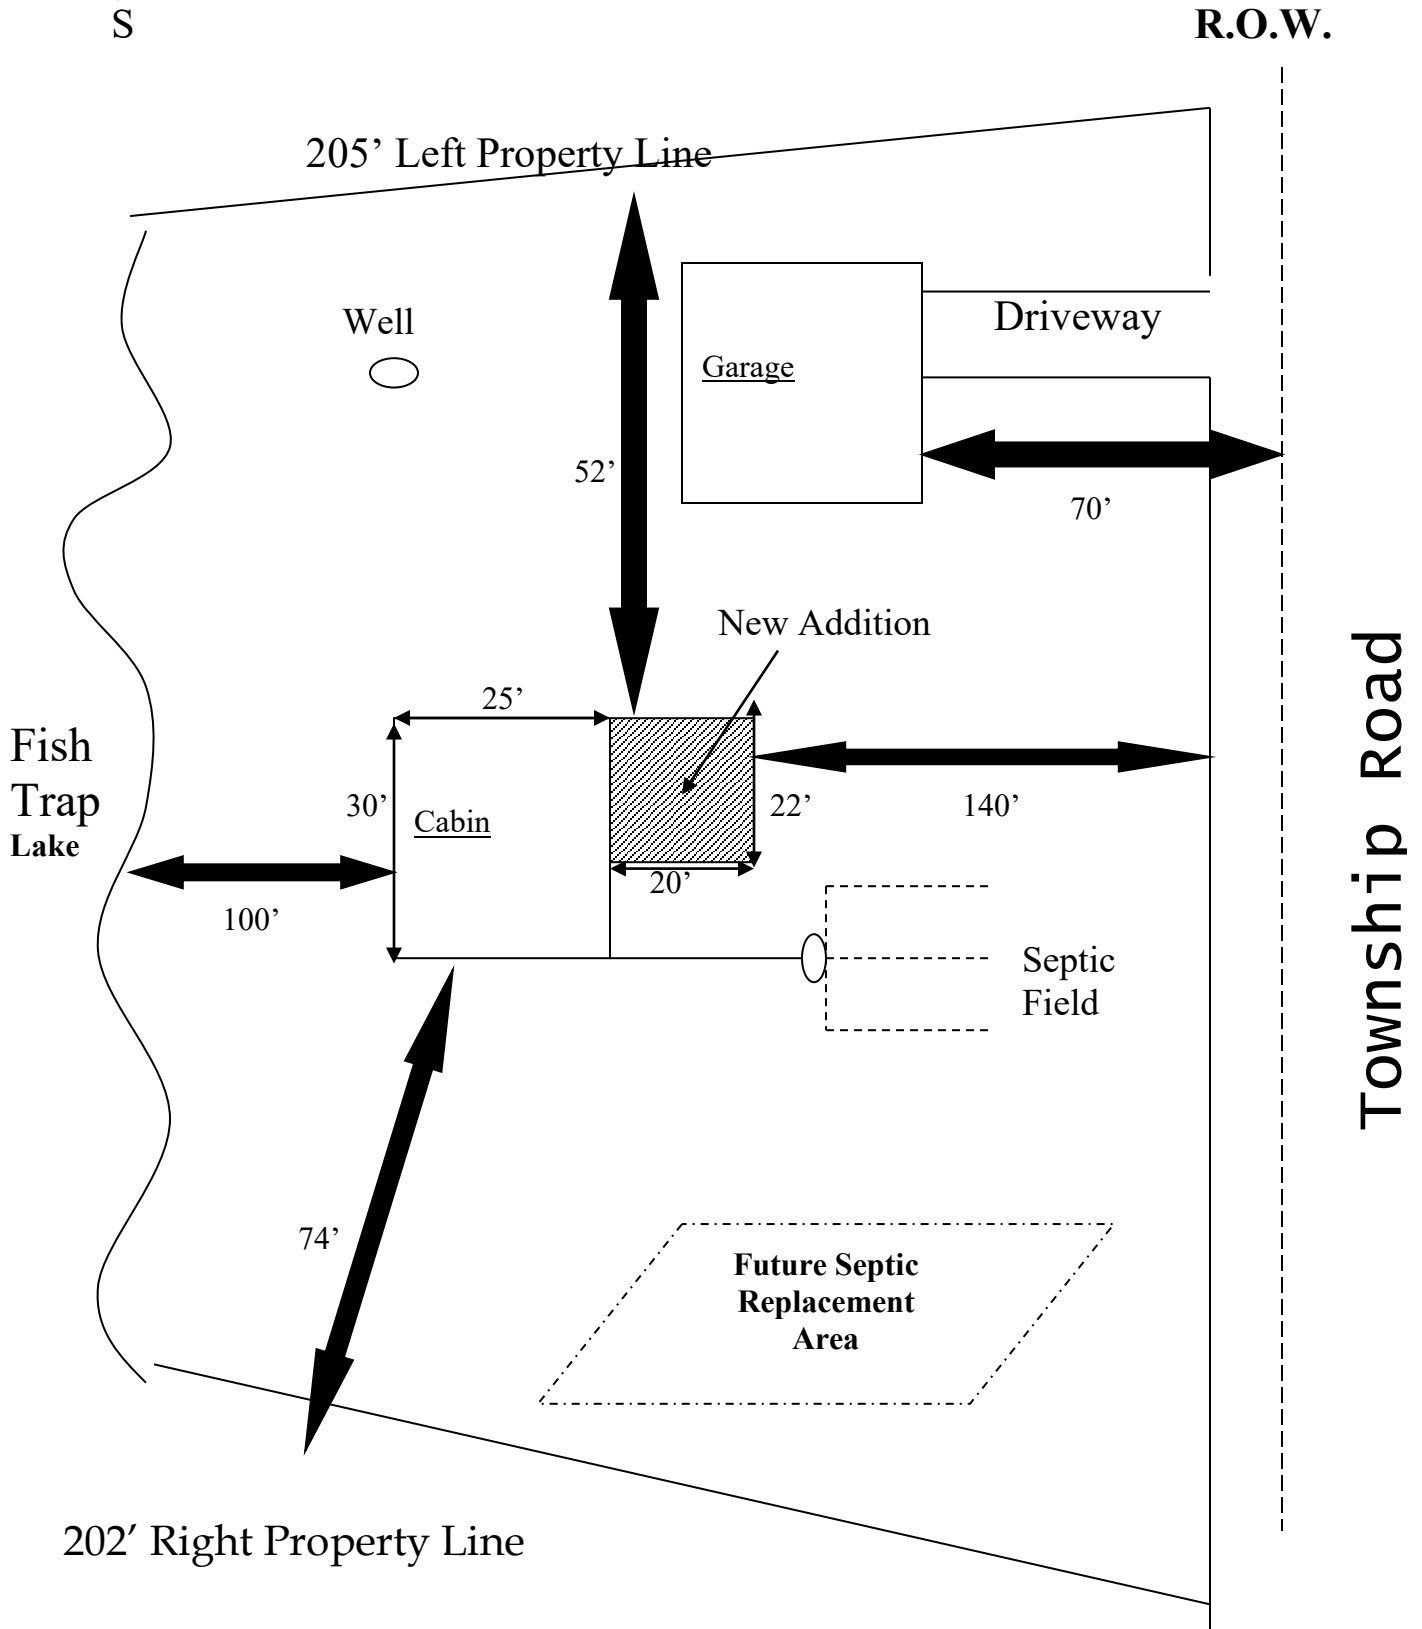 S
R.O.W.
205’ Left Property Line
Well
Driveway
Garage
52’
70’
New Addition
25’
Fish
Trap
Lake
30’
Cabin
22’
140’
20’
100’
Septic
Field
Township Road
74’
Future Septic
Replacement
Area
202’ Right Property Line